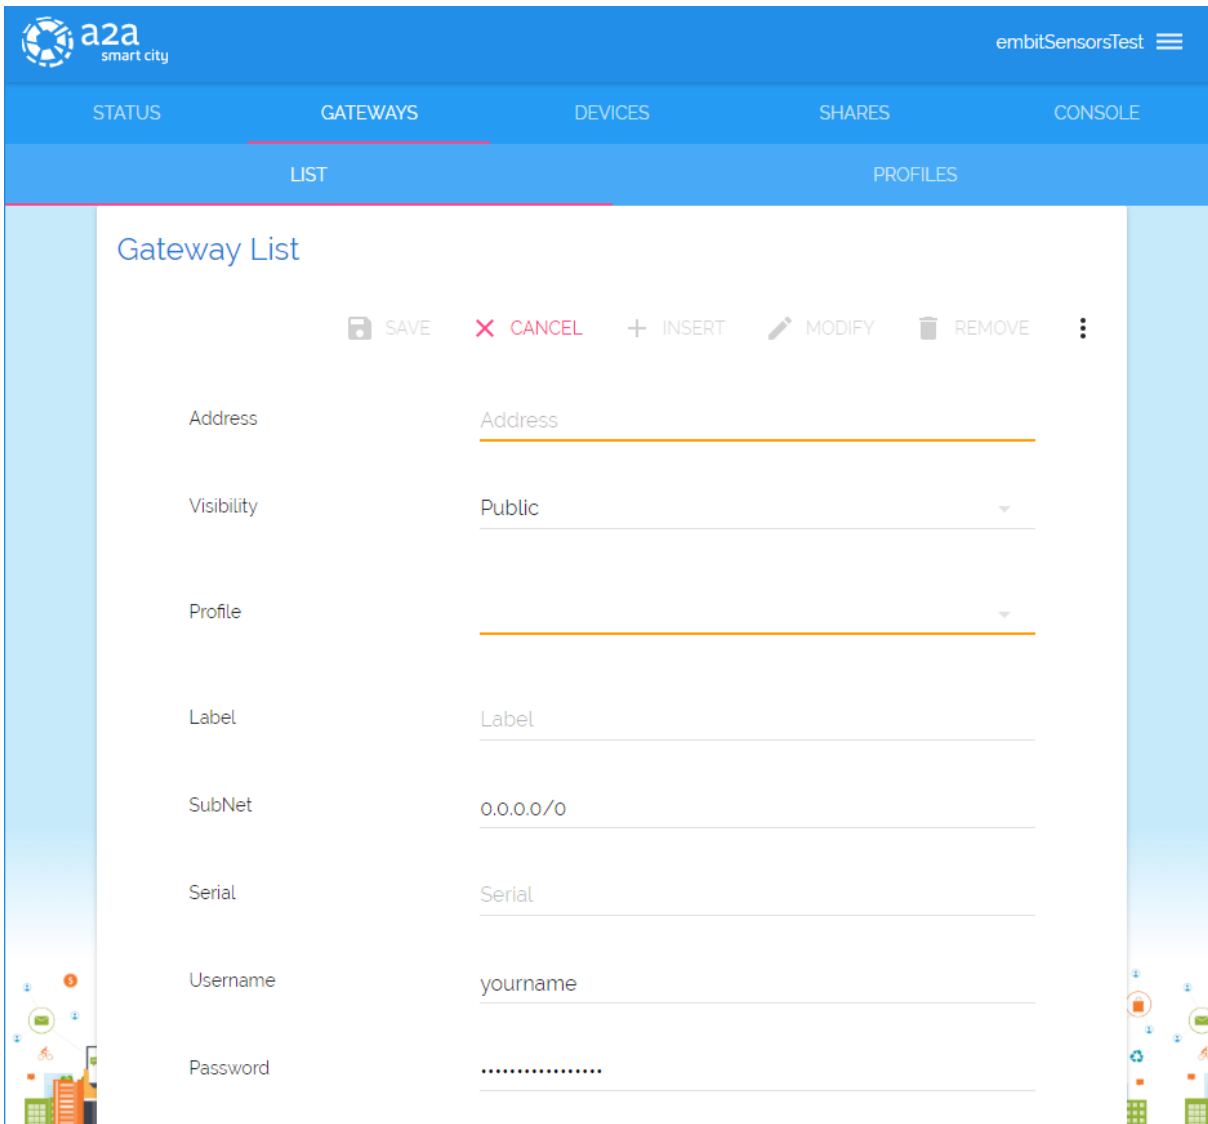 a2a
smart city
embitSensorsTest
STATUS GATEWAYS DEVICES SHARES CONSOLE
LIST PROFILES
Gateway List
SAVE CANCEL INSERT MODIFY REMOVE
Address Address
Visibility Public
Profile
Label Label
SubNet 0.0.0.0/0
Serial Serial
Username yourname
Password •••••••••••••••••